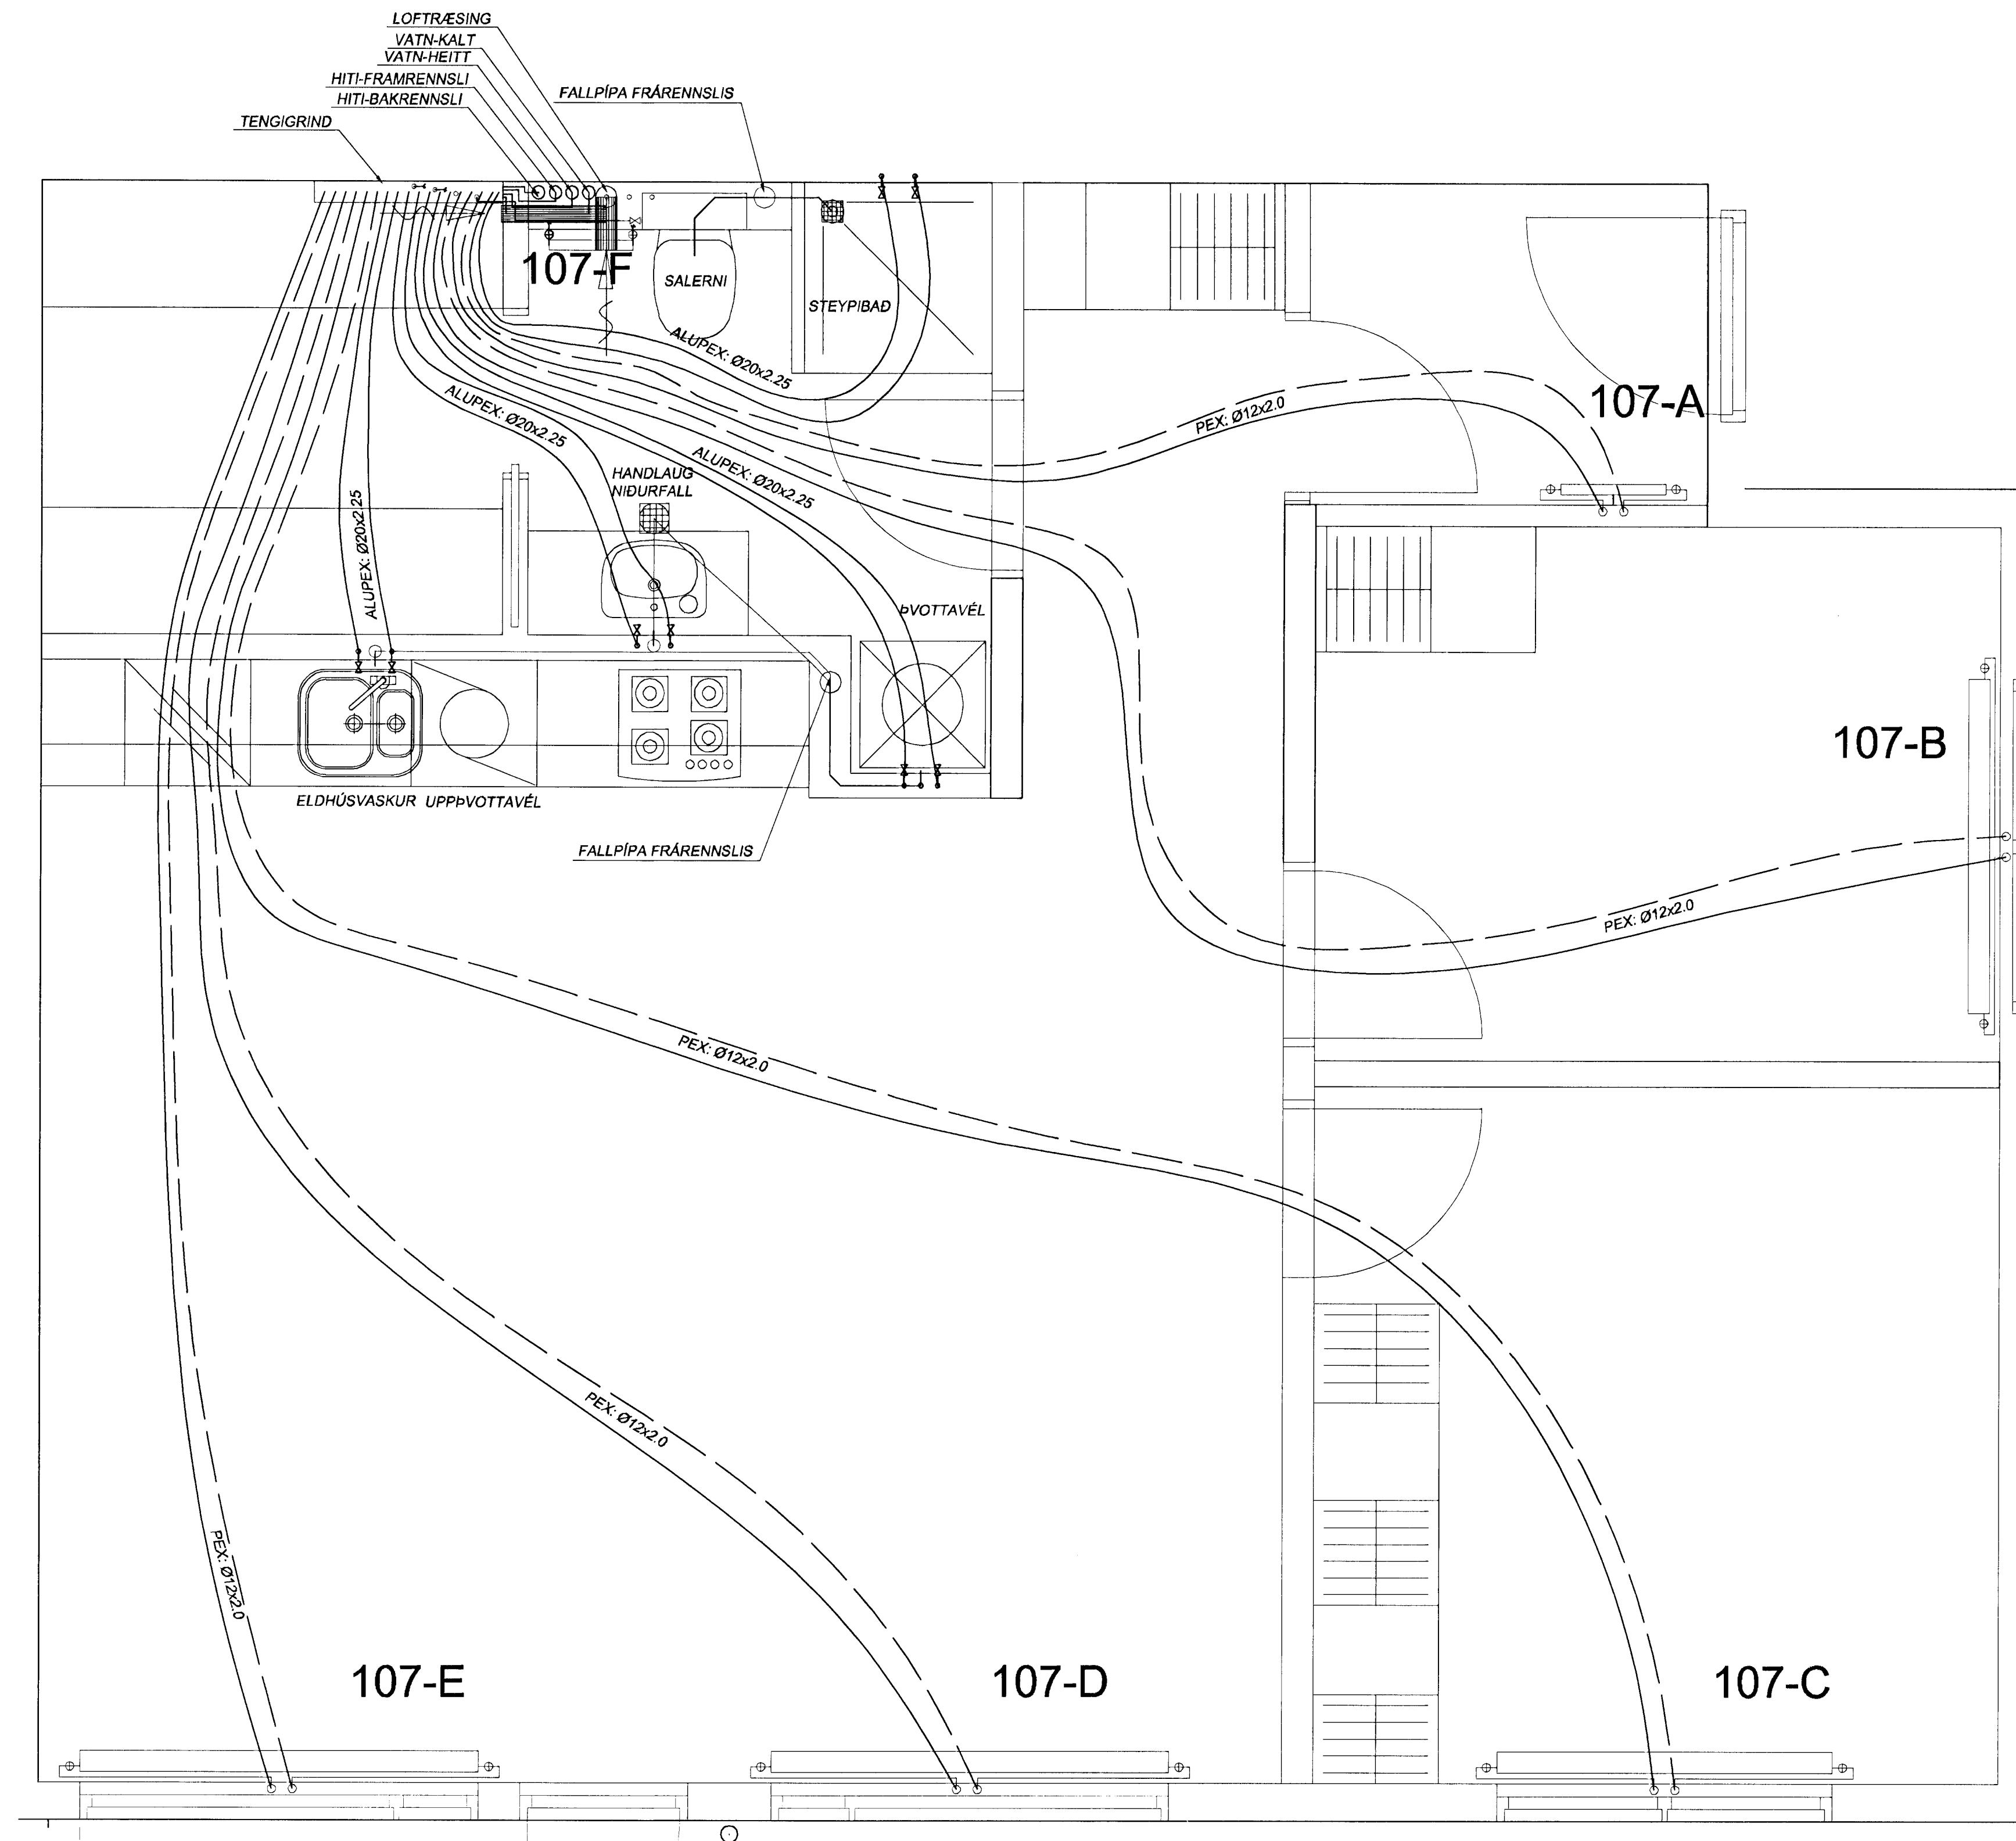 LOFTRÆSING
VATN-KALT
VATN-HEITT
HITI-FRAMRENNSLI
HITI-BAKRENNSLI
TENGIGRIND
FALLPÍPA FRÁRENNSLIS
107-F
SALERNI
STEYPIBAÐ
ALUPEX: Ø20x2.25
ALUPEX: Ø20x2.25
ALUPEX: Ø20x2.25
ALUPEX: Ø20x2.25
PEX: Ø12x2.0
107-A
HANDLAUG
NIÐURFALL
ÞVOTTAVÉL
107-B
ELDHÚSVASKUR UPPÞVOTTAVÉL
FALLPÍPA FRÁRENNSLIS
PEX: Ø12x2.0
PEX: Ø12x2.0
PEX: Ø12x2.0
PEX: Ø12x2.0
107-E
107-D
107-C